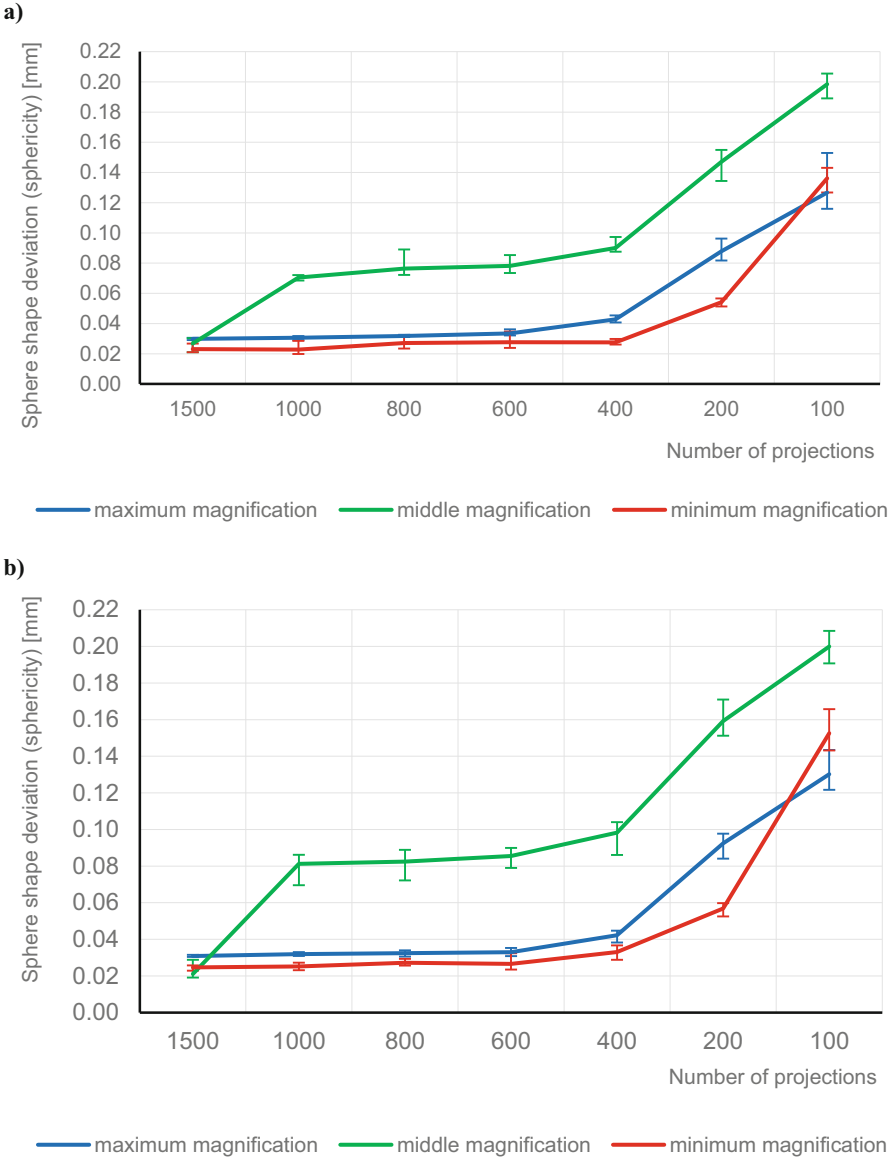 a)
Sphere shape deviation (sphericity) [mm]
0.22
0.20
0.18
0.16
0.14
0.12
0.10
0.08
0.06
0.04
0.02
0.00
1500 1000 800 600 400 200 100
Number of projections
maximum magnification middle magnification minimum magnification
b)
Sphere shape deviation (sphericity) [mm]
0.22
0.20
0.18
0.16
0.14
0.12
0.10
0.08
0.06
0.04
0.02
0.00
1500 1000 800 600 400 200 100
Number of projections
maximum magnification middle magnification minimum magnification